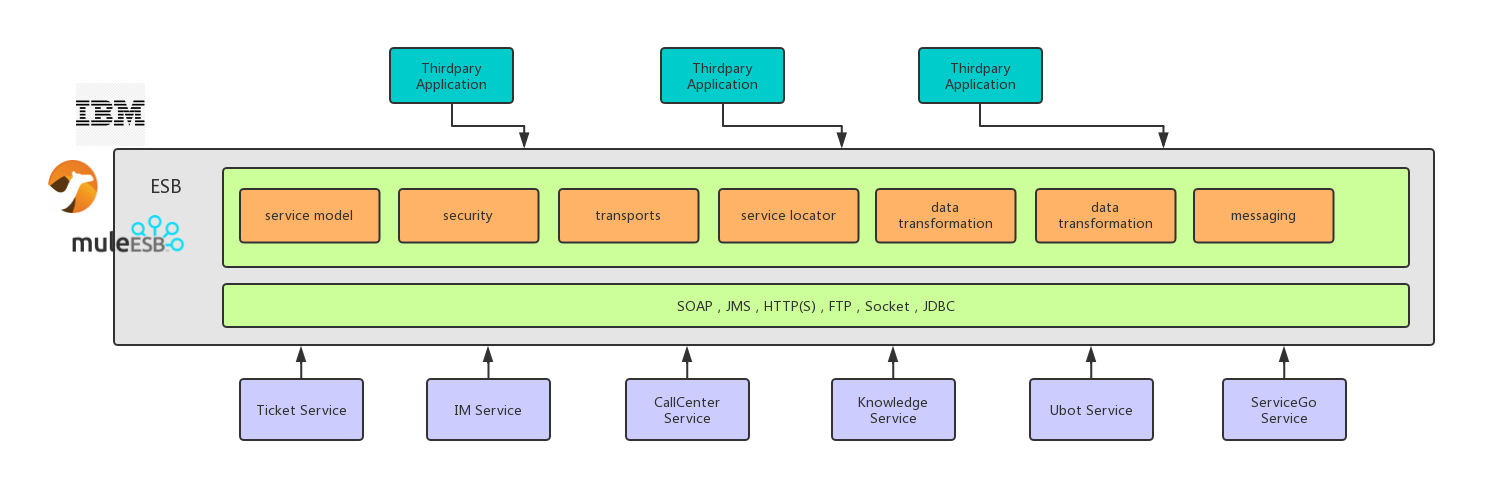 Thirdpary
Application
Thirdpary
Application
Thirdpary
Application
IBM
ESB
muleESB
service model
security
transports
service locator
data
transformation
data
transformation
messaging
SOAP , JMS , HTTP(S) , FTP , Socket , JDBC
Ticket Service
IM Service
CallCenter
Service
Knowledge
Service
Ubot Service
ServiceGo
Service